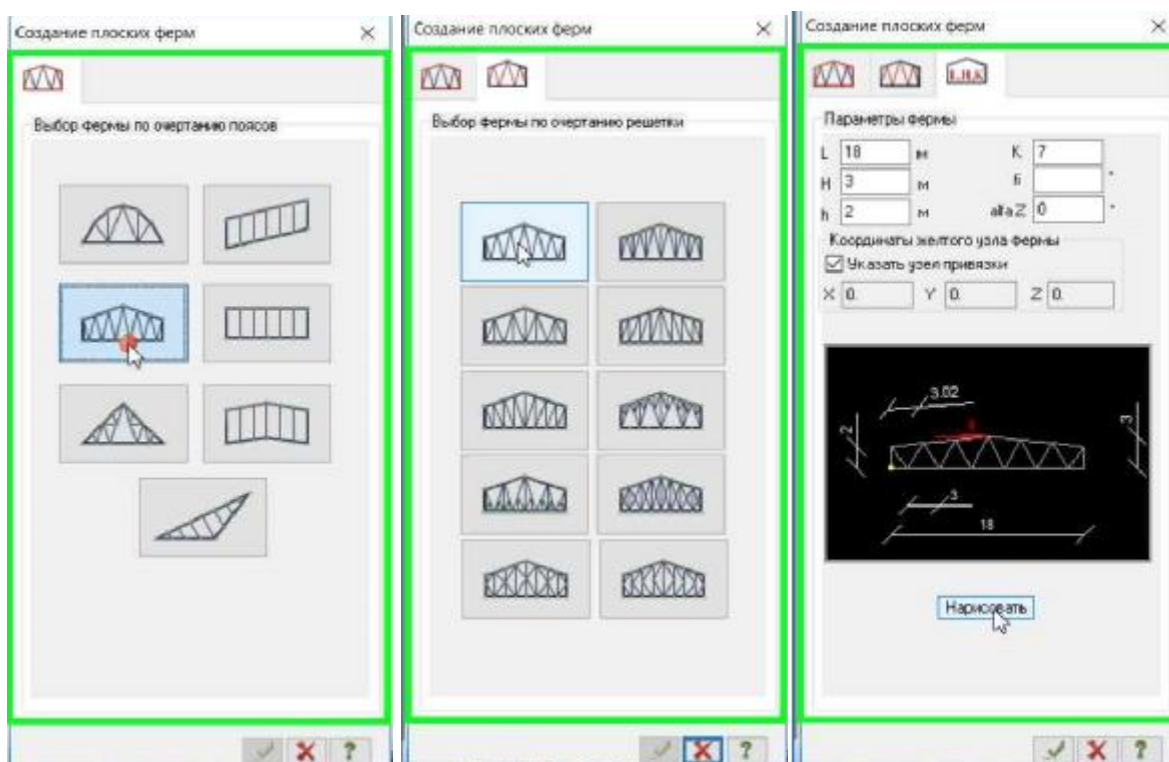 Создание плоских ферм
Выбор фермы по очертанию поясов
?
Создание плоских ферм
Выбор фермы по очертанию решетки
?
Создание плоских ферм
L,H,K
Параметры фермы
L 18 м K 7
H 3 м fi °
h 2 м alfa Z 0 °
Координаты желтого узла фермы
Указать узел привязки
X 0. Y 0. Z 0.
3.02
2
3
3
18
Нарисовать
?